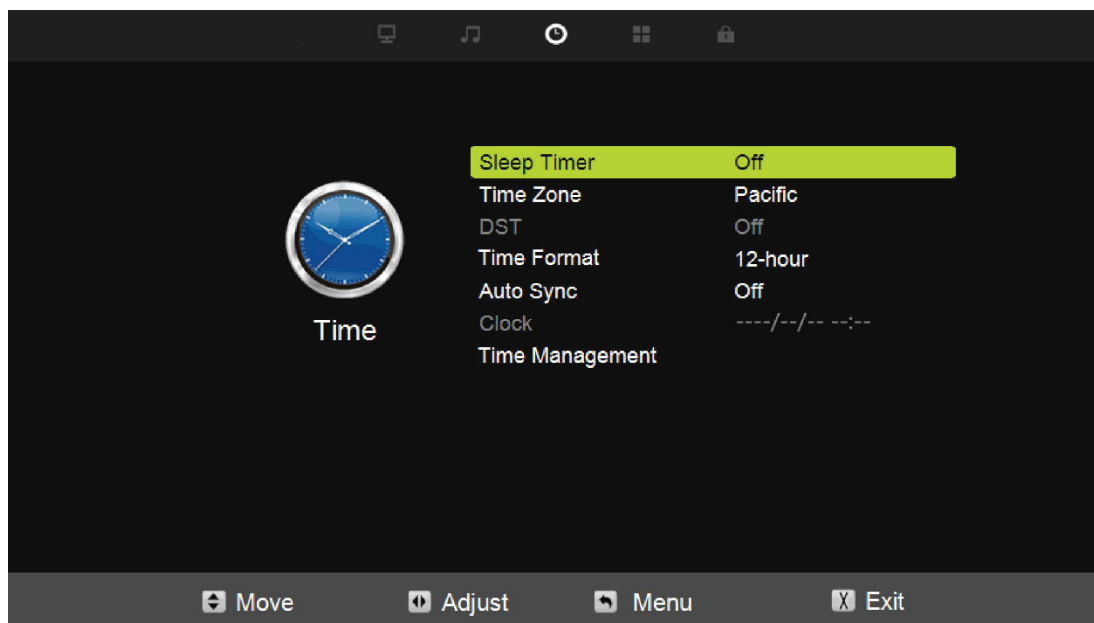 Sleep Timer Off
Time Zone Pacific
DST Off
Time Format 12-hour
Auto Sync Off
Clock ----/--/-- --:--
Time Management
Time
Move Adjust Menu X Exit